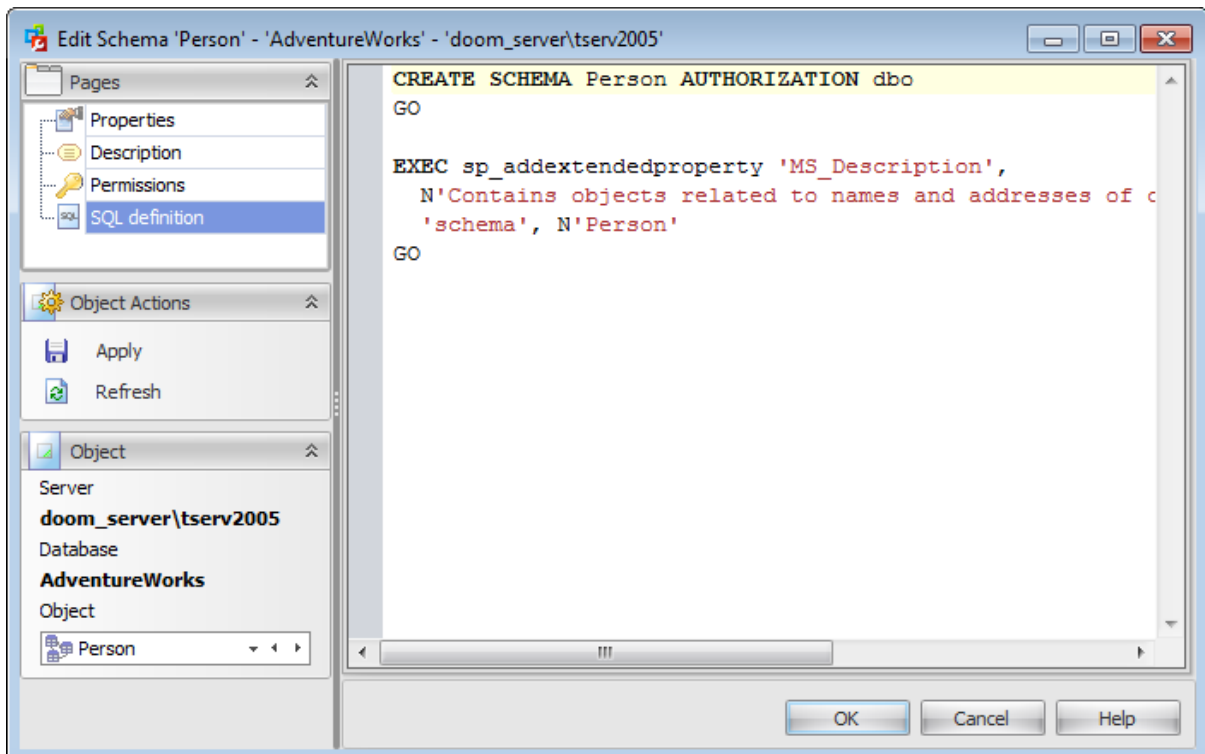 Edit Schema 'Person' - 'AdventureWorks' - 'doom_server\tserv2005'
Pages
Properties
Description
Permissions
SQL
SQL definition
Object Actions
Apply
Refresh
Object
Server
doom_server\tserv2005
Database
AdventureWorks
Object
Person
CREATE SCHEMA Person AUTHORIZATION dbo
GO
EXEC sp_addextendedproperty 'MS_Description',
N'Contains objects related to names and addresses of
'schema', N'Person'
GO
OK
Cancel
Help